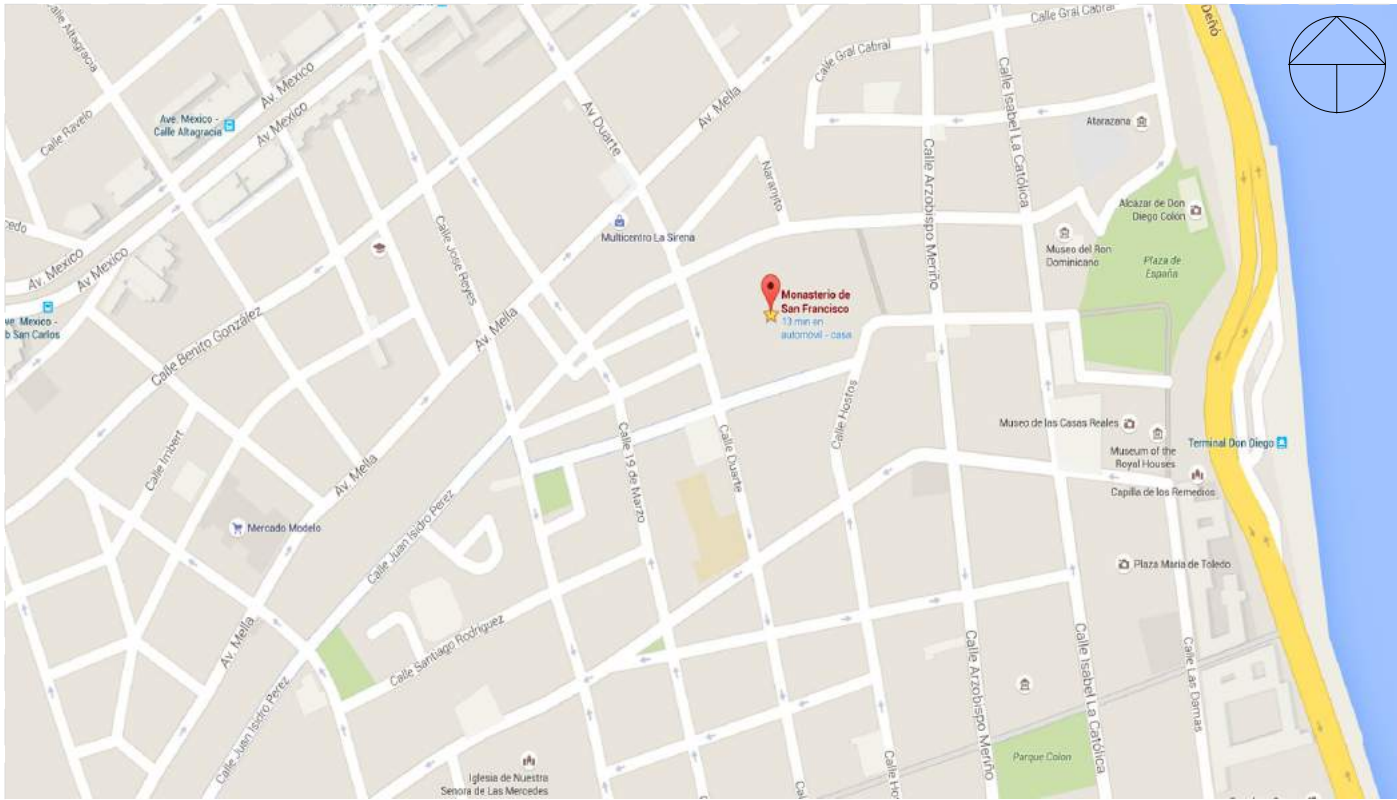 Calle Altagracia
Calle Gral Cabral
Deñó
Calle Gral Cabral
Av. Mexico
Av. Mella
Calle Isabel La Católica
Ave. Mexico -
Calle Altagracia
Av Mexico
Av Duarte
Atarazana
Calle Ravelo
Calle Arzobispo Meriño
Naranjito
Alcázar de Don
Diego Colón
Calle Jose Reyes
Multicentro La Sirena
Museo del Ron
Dominicano
Plaza de
España
Av. Mexico
Av Mexico
Monasterio de
San Francisco
13 min en
automóvil - casa
Mexico -
San Carlos
Av. Mella
Calle Benito González
Calle Hostos
Museo de las Casas Reales
Museum of the
Royal Houses
Terminal Don Diego
Calle Imbert
Av. Mella
Calle 19 de Marzo
Calle Duarte
Capilla de los Remedios
Mercado Modelo
Calle Juan Isidro Perez
Plaza María de Toledo
Av. Mella
Calle Santiago Rodriguez
Calle Arzobispo Meriño
Calle Isabel La Católica
Calle Las Damas
Calle Juan Isidro Perez
Parque Colon
Iglesia de Nuestra
Senora de Las Mercedes